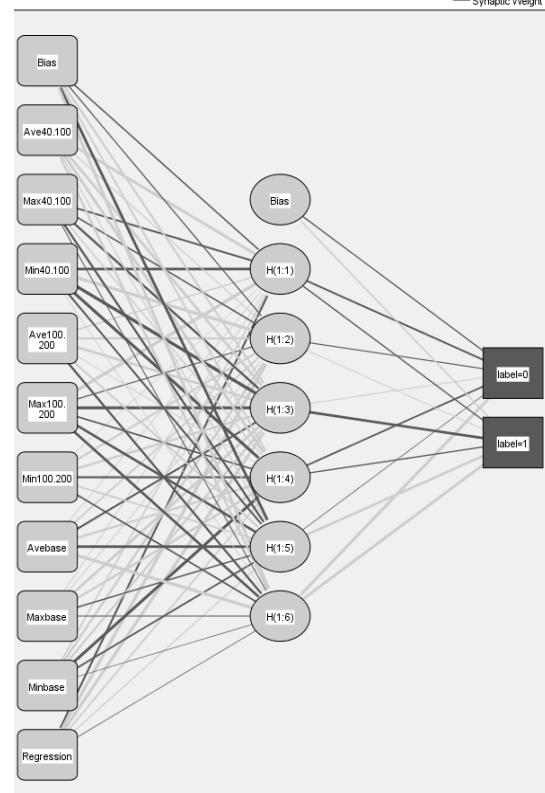 Synaptic Weight
Bias
Ave40.100
Max40.100
Min40.100
Ave100.
200
Max100.
200
Min100.200
Avebase
Maxbase
Minbase
Regression
Bias
H(1:1)
H(1:2)
H(1:3)
H(1:4)
H(1:5)
H(1:6)
label=0
label=1